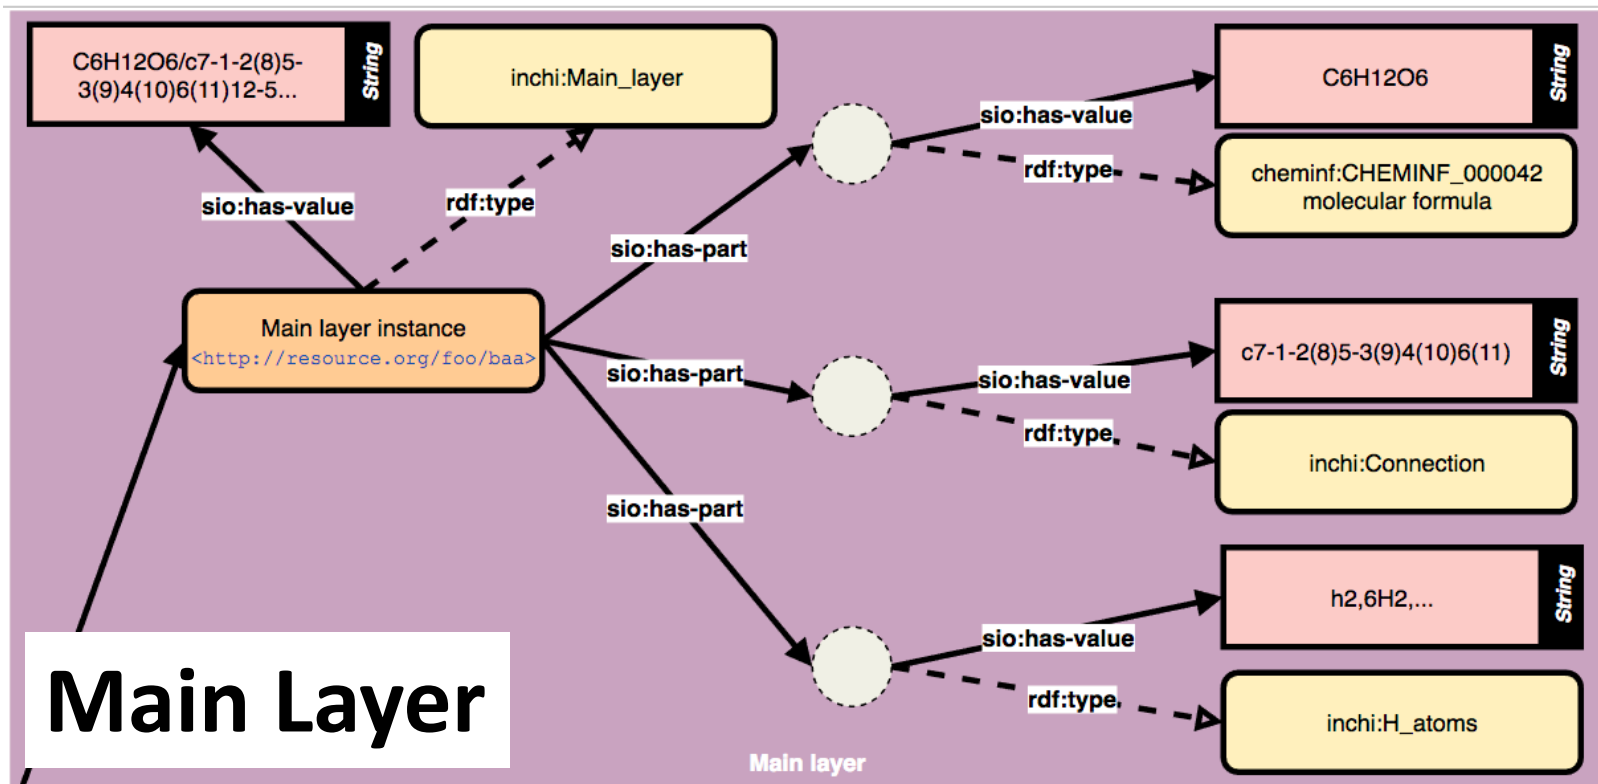 C6H12O6/c7-1-2(8)5-
3(9)4(10)6(11)12-5...
String
inchi:Main_layer
C6H12O6
String
sio:has-value
rdf:type
cheminf:CHEMINF_000042
molecular formula
sio:has-value
rdf:type
sio:has-part
Main layer instance
<http://resource.org/foo/baa>
sio:has-part
c7-1-2(8)5-3(9)4(10)6(11)
String
sio:has-value
rdf:type
inchi:Connection
sio:has-part
h2,6H2,...
String
sio:has-value
rdf:type
inchi:H_atoms
Main Layer
Main layer